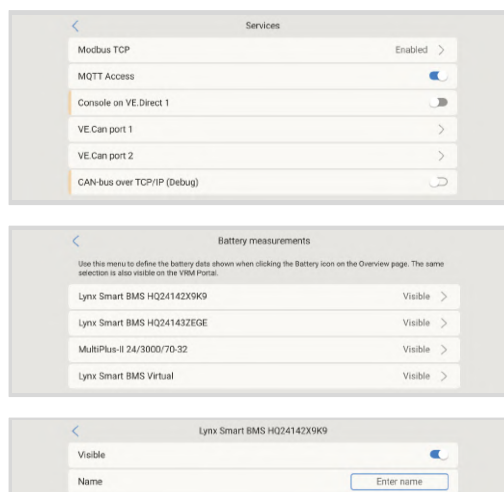 Services
Modbus TCP Enabled
MQTT Access
Console on VE.Direct 1
VE.Can port 1
VE.Can port 2
CAN-bus over TCP/IP (Debug)
Battery measurements
Use this menu to define the battery data shown when clicking the Battery icon on the Overview page. The same
selection is also visible on the VRM Portal.
Lynx Smart BMS HQ24142X9K9 Visible
Lynx Smart BMS HQ24143ZEGE Visible
MultiPlus-II 24/3000/70-32 Visible
Lynx Smart BMS Virtual Visible
Lynx Smart BMS HQ24142X9K9
Visible
Name Enter name